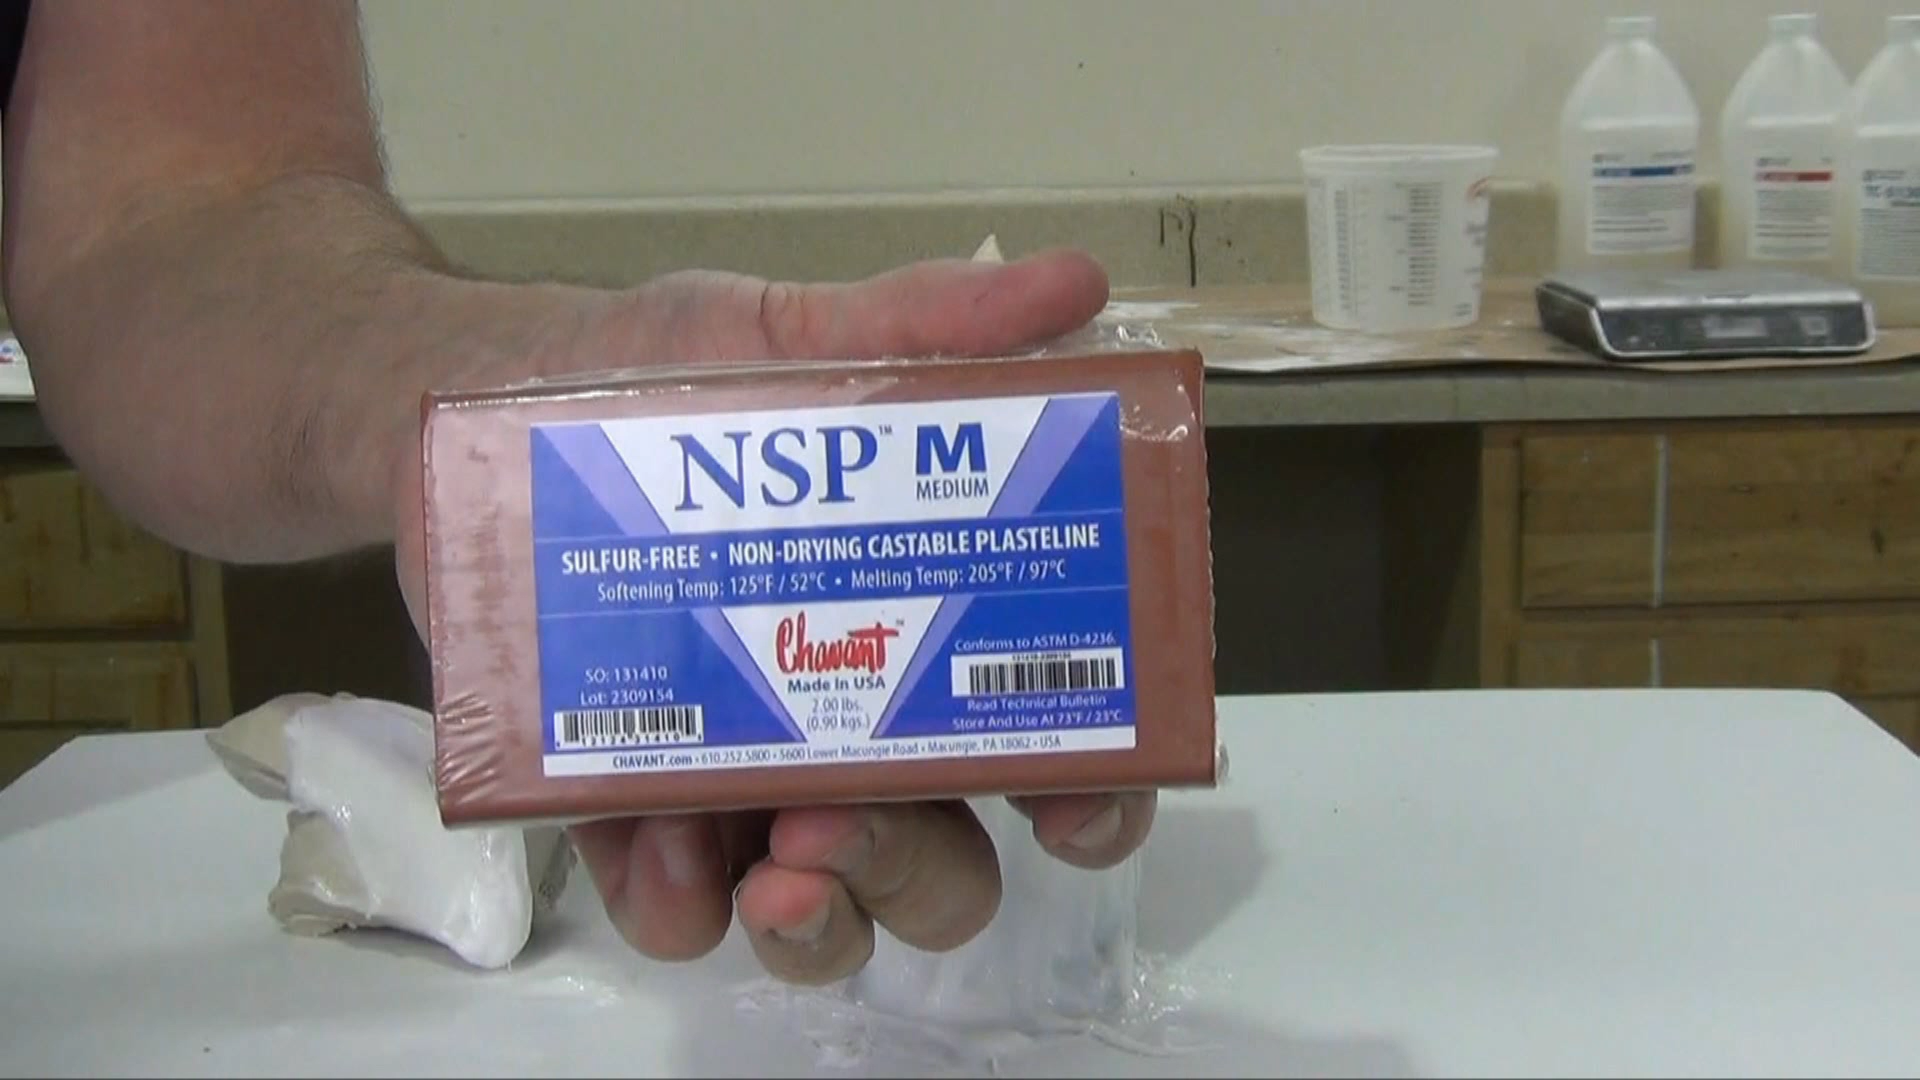 NSP™ M
MEDIUM
SULFUR-FREE • NON-DRYING CASTABLE PLASTELINE
Softening Temp: 125°F / 52°C • Melting Temp: 205°F / 97°C
Chavant™
Made In USA
2.00 lbs.
(0.90 kgs.)
SO: 131410
Lot: 2309154
Conforms to ASTM D-4236.
Read Technical Bulletin
Store And Use At 73°F / 23°C
CHAVANT.com • 610.252.5800 • 5600 Lower Macungie Road • Macungie, PA 18062 • USA